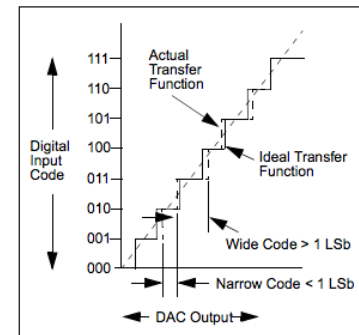 111
110
101
100
011
010
001
000
Digital
Input
Code
Actual
Transfer
Function
Ideal Transfer
Function
Wide Code > 1 LSb
Narrow Code < 1 LSb
DAC Output